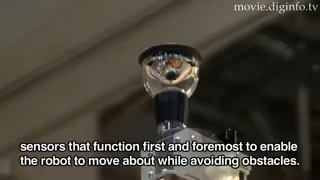 movie.diginfo.tv
sensors that function first and foremost to enable
the robot to move about while avoiding obstacles.